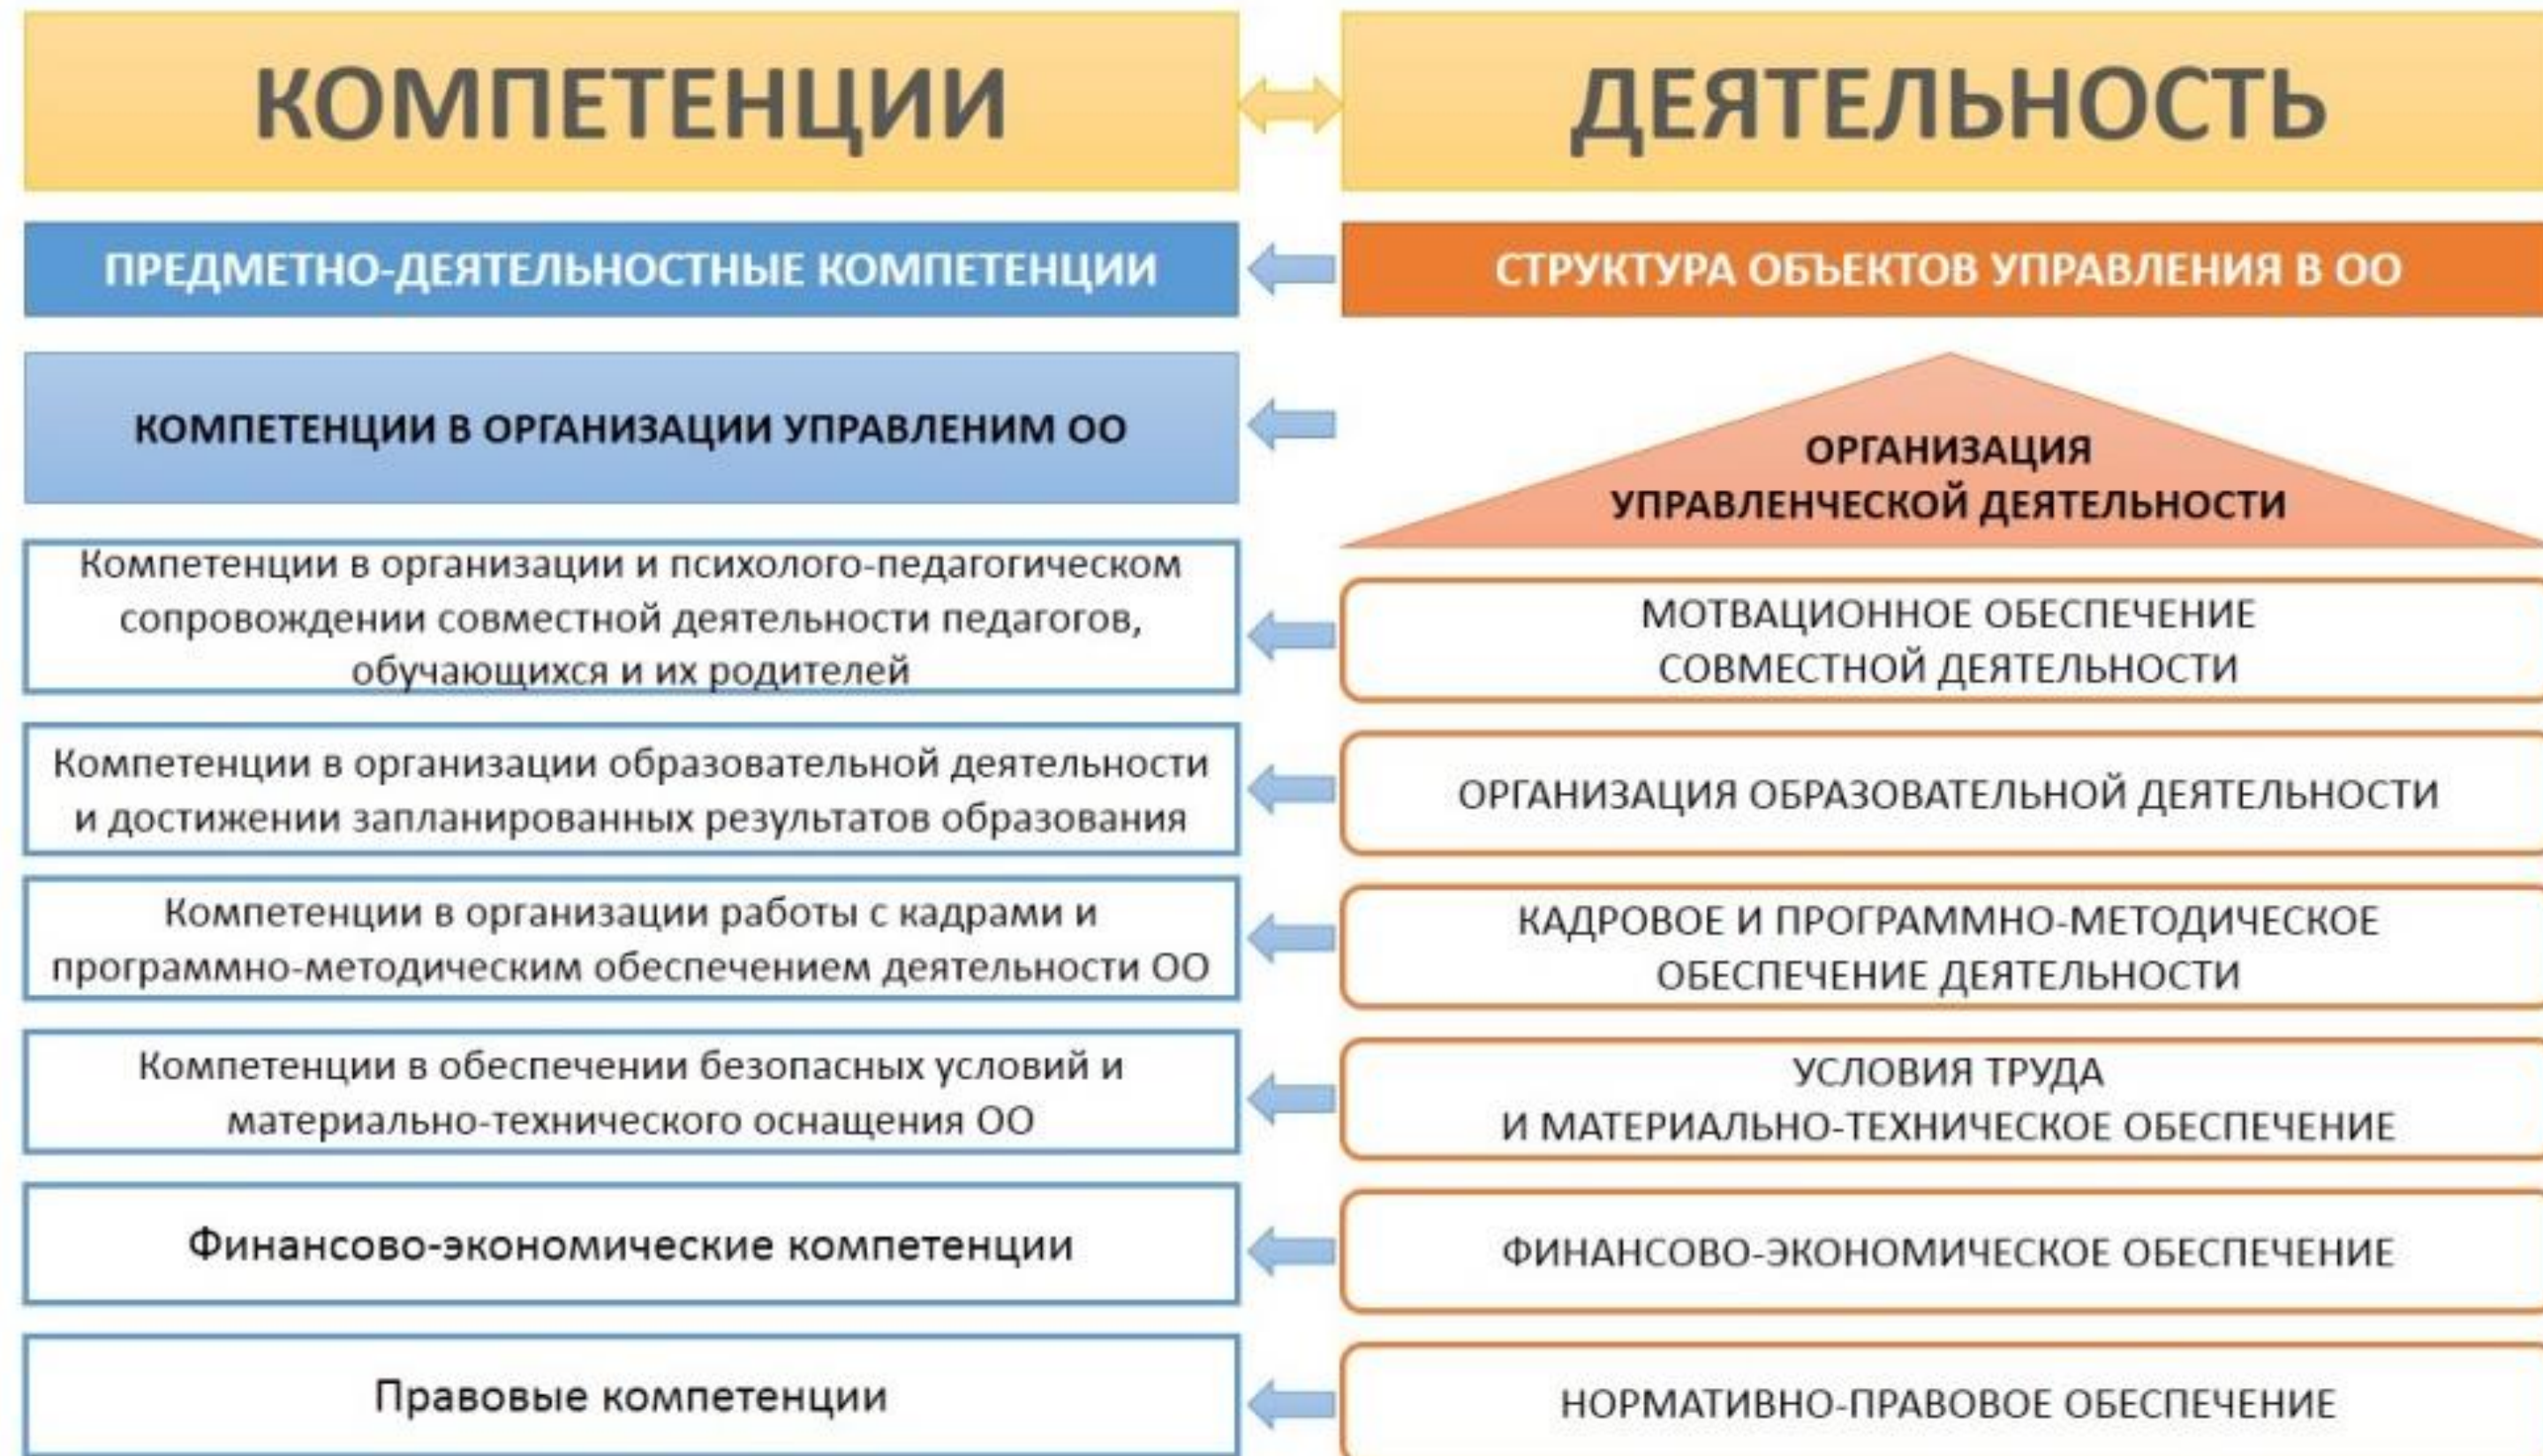 КОМПЕТЕНЦИИ
ДЕЯТЕЛЬНОСТЬ
ПРЕДМЕТНО-ДЕЯТЕЛЬНОСТНЫЕ КОМПЕТЕНЦИИ
СТРУКТУРА ОБЪЕКТОВ УПРАВЛЕНИЯ В ОО
КОМПЕТЕНЦИИ В ОРГАНИЗАЦИИ УПРАВЛЕНИМ ОО
ОРГАНИЗАЦИЯ
УПРАВЛЕНЧЕСКОЙ ДЕЯТЕЛЬНОСТИ
Компетенции в организации и психолого-педагогическом
сопровождении совместной деятельности педагогов,
обучающихся и их родителей
МОТВАЦИОННОЕ ОБЕСПЕЧЕНИЕ
СОВМЕСТНОЙ ДЕЯТЕЛЬНОСТИ
Компетенции в организации образовательной деятельности
и достижении запланированных результатов образования
ОРГАНИЗАЦИЯ ОБРАЗОВАТЕЛЬНОЙ ДЕЯТЕЛЬНОСТИ
Компетенции в организации работы с кадрами и
программно-методическим обеспечением деятельности ОО
КАДРОВОЕ И ПРОГРАММНО-МЕТОДИЧЕСКОЕ
ОБЕСПЕЧЕНИЕ ДЕЯТЕЛЬНОСТИ
Компетенции в обеспечении безопасных условий и
материально-технического оснащения ОО
УСЛОВИЯ ТРУДА
И МАТЕРИАЛЬНО-ТЕХНИЧЕСКОЕ ОБЕСПЕЧЕНИЕ
Финансово-экономические компетенции
ФИНАНСОВО-ЭКОНОМИЧЕСКОЕ ОБЕСПЕЧЕНИЕ
Правовые компетенции
НОРМАТИВНО-ПРАВОВОЕ ОБЕСПЕЧЕНИЕ